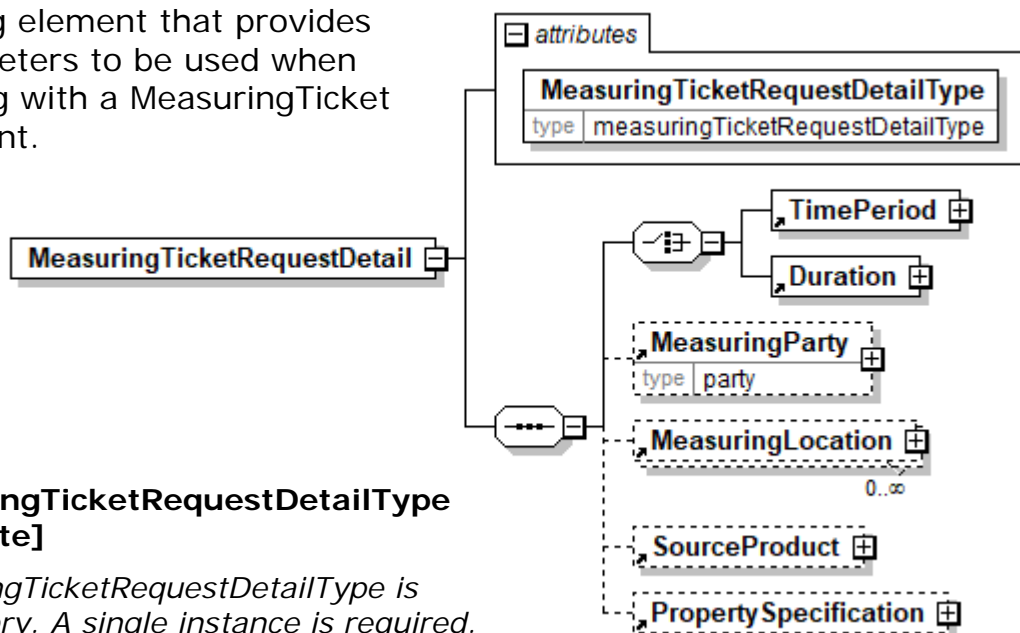 g element that provides
eters to be used when
g with a MeasuringTicket
nt.
attributes
MeasuringTicketRequestDetailType
type measuringTicketRequestDetailType
TimePeriod
MeasuringTicketRequestDetail
Duration
MeasuringParty
type party
MeasuringLocation
0..∞
ngTicketRequestDetailType
te]
SourceProduct
ngTicketRequestDetailType is
ry. A single instance is required.
PropertySpecification